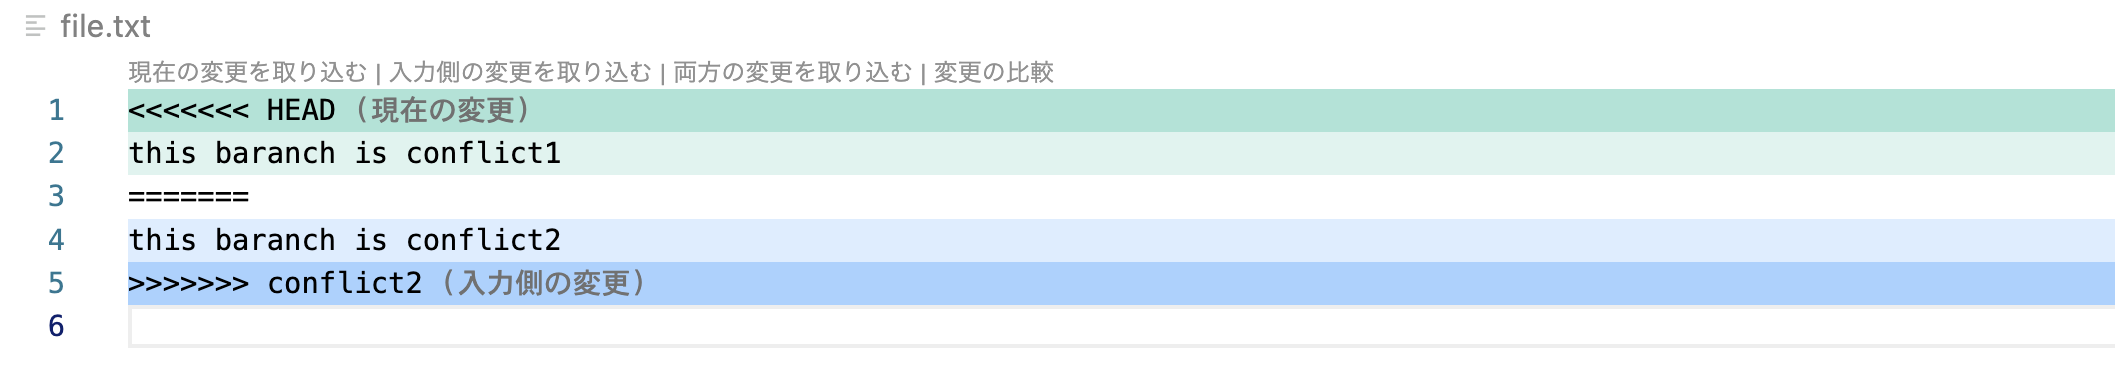 file.txt
現在の変更を取り込む | 入力側の変更を取り込む | 両方の変更を取り込む | 変更の比較
1 <<<<<<< HEAD (現在の変更)
2 this baranch is conflict1
3 =======
4 this baranch is conflict2
5 >>>>>>> conflict2 (入力側の変更)
6